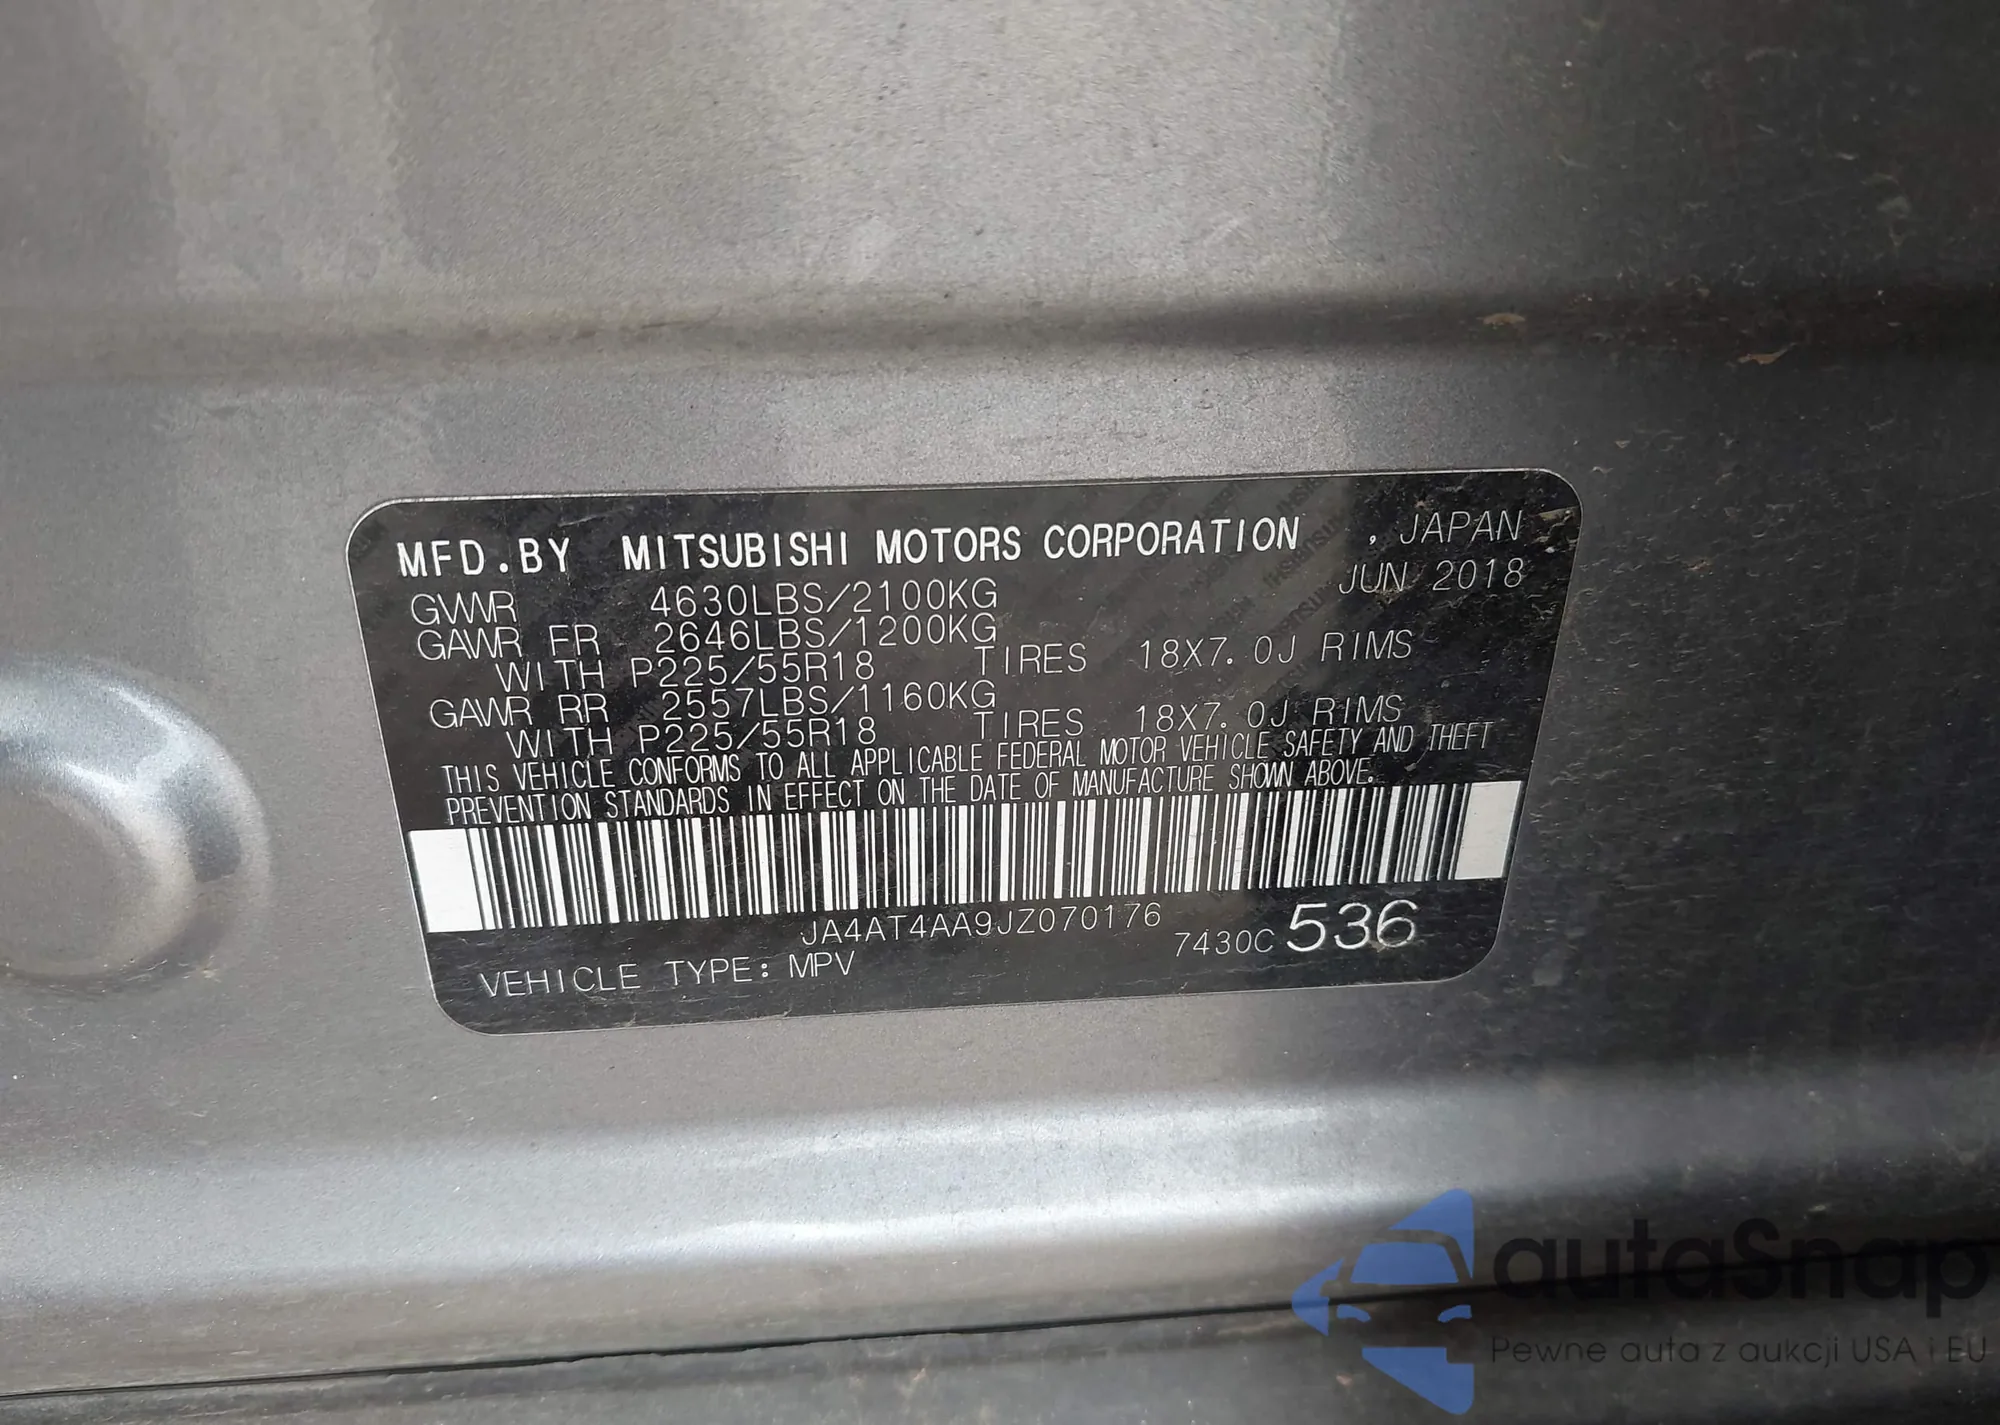 MFD.BY MITSUBISHI MOTORS CORPORATION , JAPAN
JUN 2018
GVWR 4630LBS/2100KG
GAWR FR 2646LBS/1200KG
WITH P225/55R18 TIRES 18X7.0J RIMS
GAWR RR 2557LBS/1160KG
WITH P225/55R18 TIRES 18X7.0J RIMS
THIS VEHICLE CONFORMS TO ALL APPLICABLE FEDERAL MOTOR VEHICLE SAFETY AND THEFT
PREVENTION STANDARDS IN EFFECT ON THE DATE OF MANUFACTURE SHOWN ABOVE.
JA4AT4AA9JZ070176
7430C 536
VEHICLE TYPE: MPV
autaSnap
Pewne auta z aukcji USA i EU